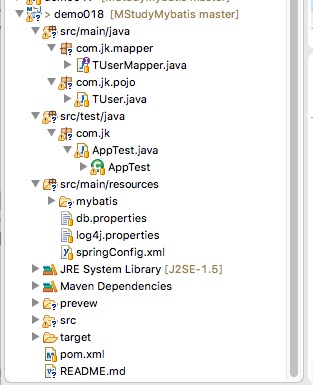 > demo018 [MStudyMybatis master]
src/main/java
com.jk.mapper
TUserMapper.java
com.jk.pojo
TUser.java
src/test/java
com.jk
AppTest.java
AppTest
src/main/resources
mybatis
db.properties
log4j.properties
springConfig.xml
JRE System Library [J2SE-1.5]
Maven Dependencies
prevew
src
target
pom.xml
README.md